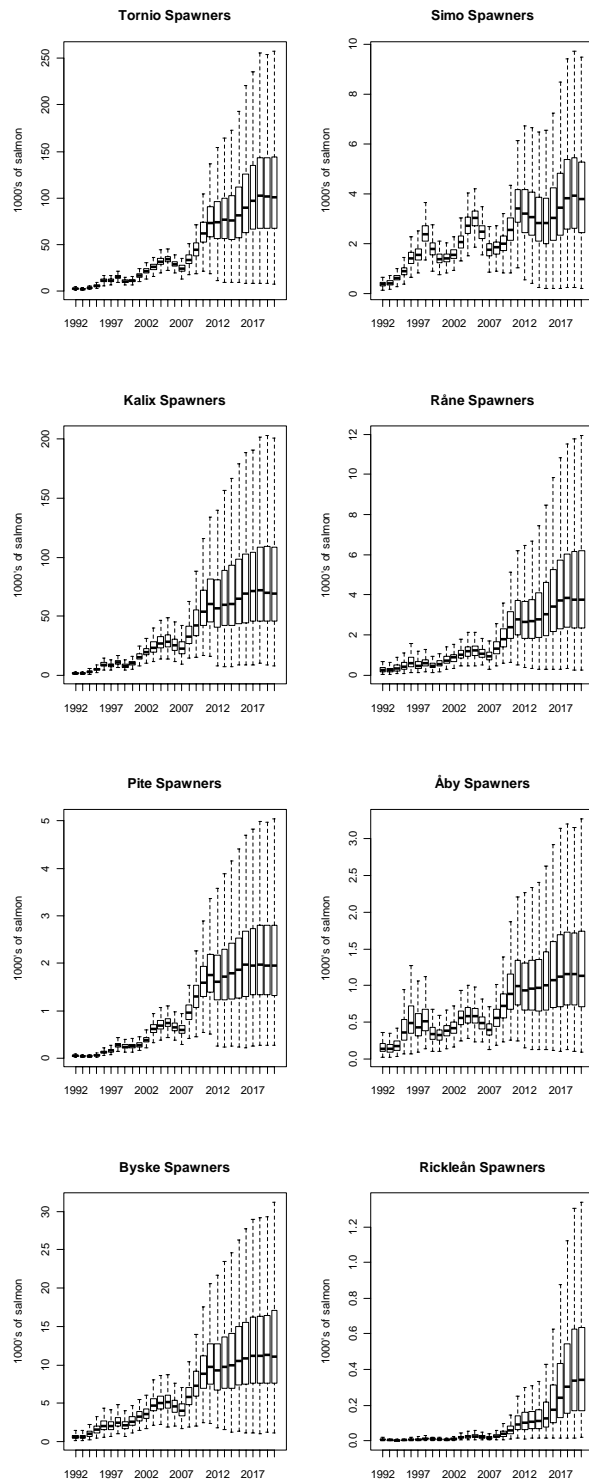 Tornio Spawners
1000's of salmon
0 50 100 150 200 250
1992 1997 2002 2007 2012 2017
Simo Spawners
1000's of salmon
0 2 4 6 8 10
1992 1997 2002 2007 2012 2017
Kalix Spawners
1000's of salmon
0 50 100 150 200
1992 1997 2002 2007 2012 2017
Råne Spawners
1000's of salmon
0 2 4 6 8 10 12
1992 1997 2002 2007 2012 2017
Pite Spawners
1000's of salmon
0 1 2 3 4 5
1992 1997 2002 2007 2012 2017
Åby Spawners
1000's of salmon
0.0 0.5 1.0 1.5 2.0 2.5 3.0
1992 1997 2002 2007 2012 2017
Byske Spawners
1000's of salmon
0 5 10 15 20 25 30
1992 1997 2002 2007 2012 2017
Rickleån Spawners
1000's of salmon
0.0 0.2 0.4 0.6 0.8 1.0 1.2
1992 1997 2002 2007 2012 2017